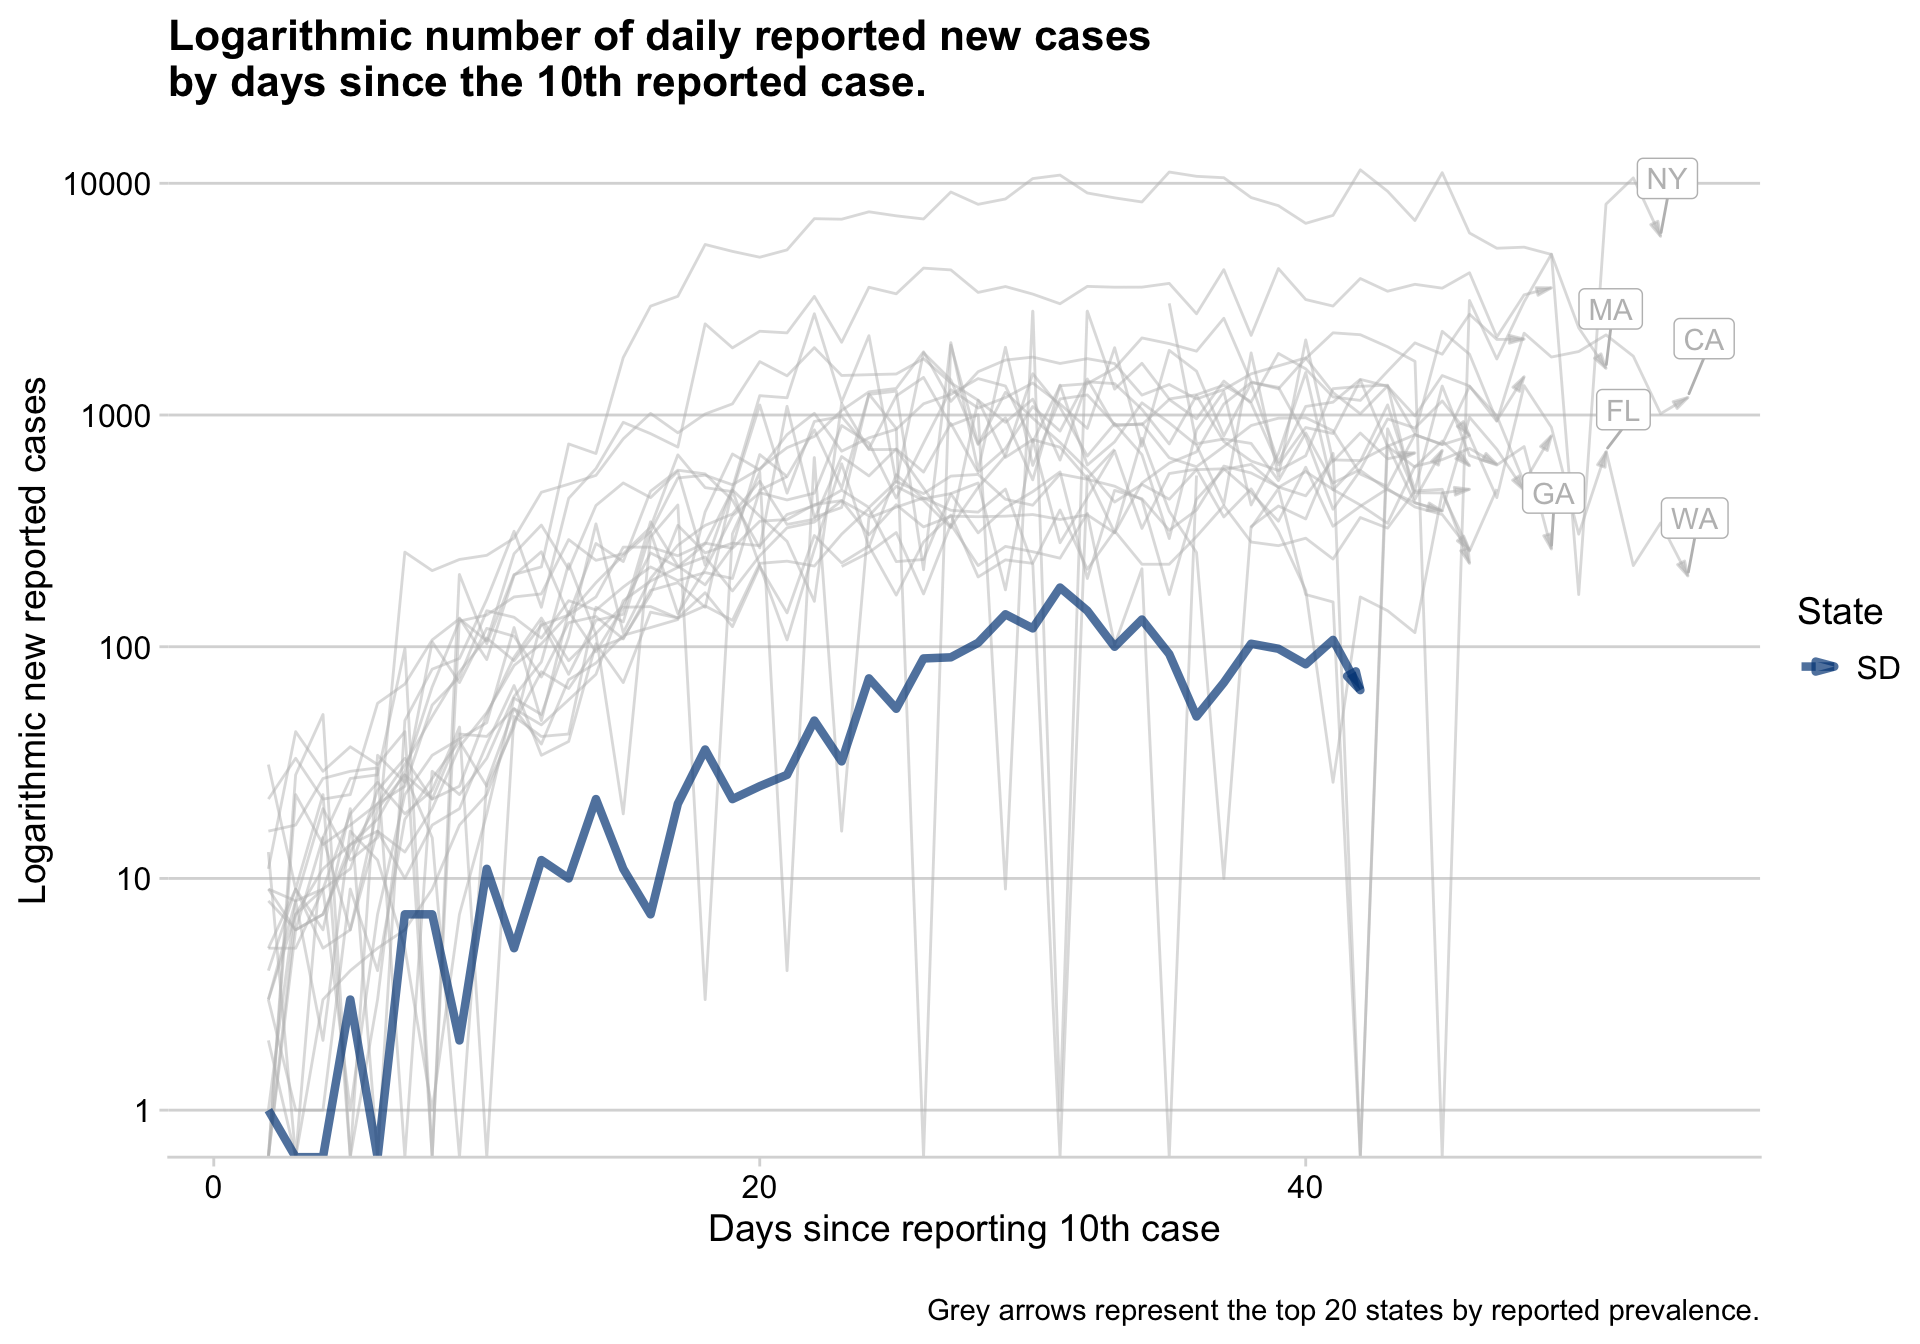 Logarithmic number of daily reported new cases
by days since the 10th reported case.
Logarithmic new reported cases
10000
1000
100
10
1
NY
MA
CA
FL
GA
WA
State
SD
0
20
40
Days since reporting 10th case
Grey arrows represent the top 20 states by reported prevalence.